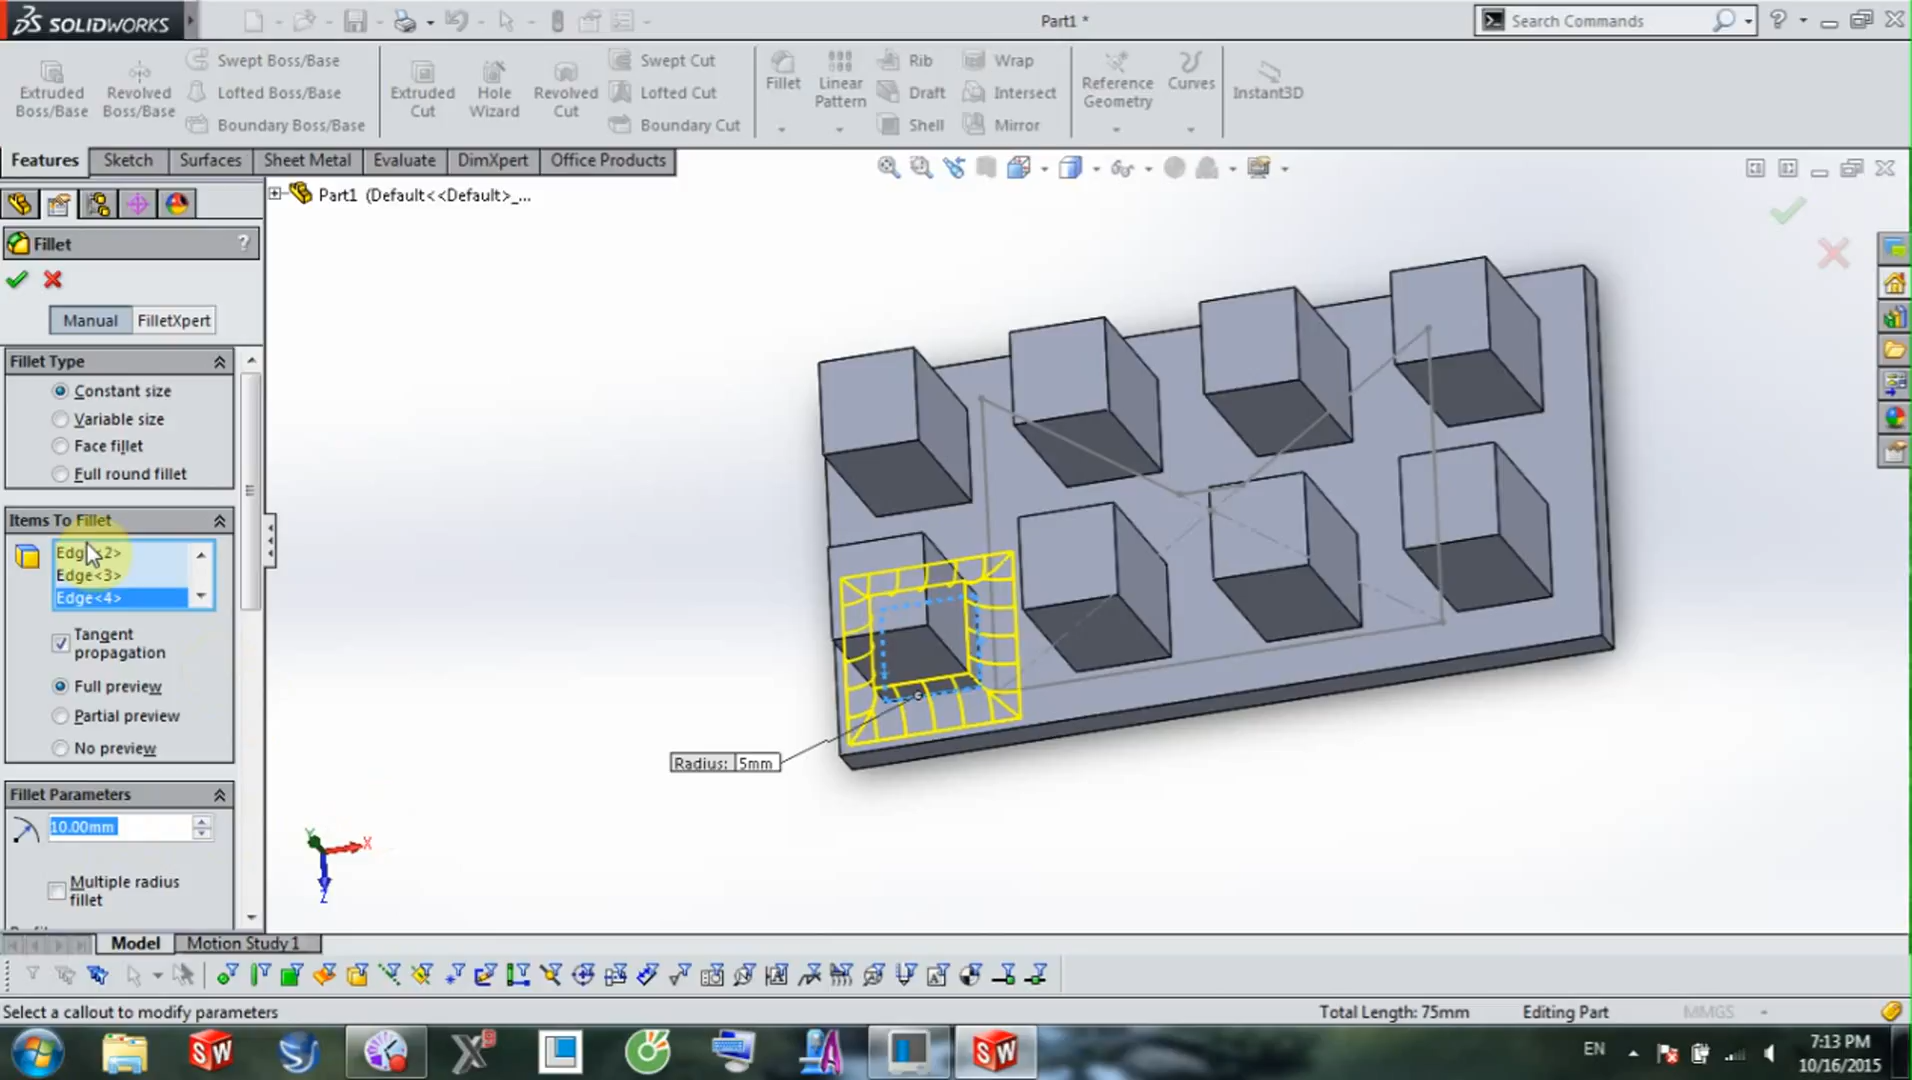 SOLIDWORKS
Part1 *
Search Commands
Extruded Boss/Base
Revolved Boss/Base
Swept Boss/Base
Lofted Boss/Base
Boundary Boss/Base
Extruded Cut
Hole Wizard
Revolved Cut
Swept Cut
Lofted Cut
Boundary Cut
Fillet
Linear Pattern
Rib
Draft
Shell
Wrap
Intersect
Mirror
Reference Geometry
Curves
Instant3D
Features
Sketch
Surfaces
Sheet Metal
Evaluate
DimXpert
Office Products
Part1 (Default<<Default>_...
Fillet
?
Manual
FilletXpert
Fillet Type
Constant size
Variable size
Face fillet
Full round fillet
Items To Fillet
Edge<2>
Edge<3>
Edge<4>
Tangent
propagation
Full preview
Partial preview
No preview
Fillet Parameters
10.00mm
Multiple radius
fillet
Radius: 5mm
Y
X
Z
Model
Motion Study 1
Select a callout to modify parameters
Total Length: 75mm
Editing Part
MMGS
EN
7:13 PM
10/16/2015